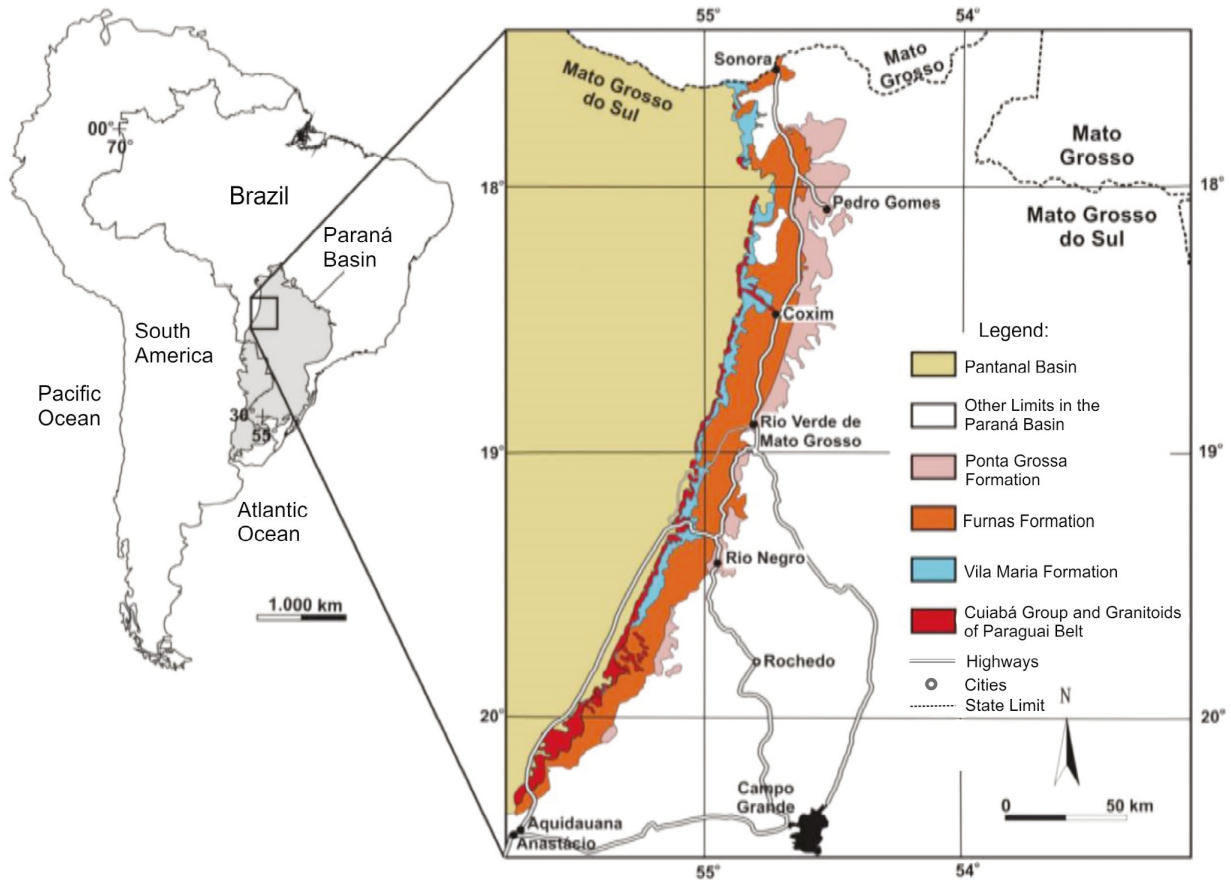 00°
70°
Brazil
Paraná
Basin
South
America
Pacific
Ocean
30°
55
Atlantic
Ocean
1.000 km
55°
54°
Sonora
Mato Grosso
do Sul
Mato
Grosso
Mato
Grosso
18°
18°
Mato Grosso
do Sul
Pedro Gomes
Coxim
Rio Verde de
Mato Grosso
19°
19°
Rio Negro
Rochedo
20°
20°
Campo
Grande
Aquidauana
Anastácio
55°
54°
Legend:
Pantanal Basin
Other Limits in the
Paraná Basin
Ponta Grossa
Formation
Furnas Formation
Vila Maria Formation
Cuiabá Group and Granitoids
of Paraguai Belt
Highways
Cities
State Limit
N
0 50 km